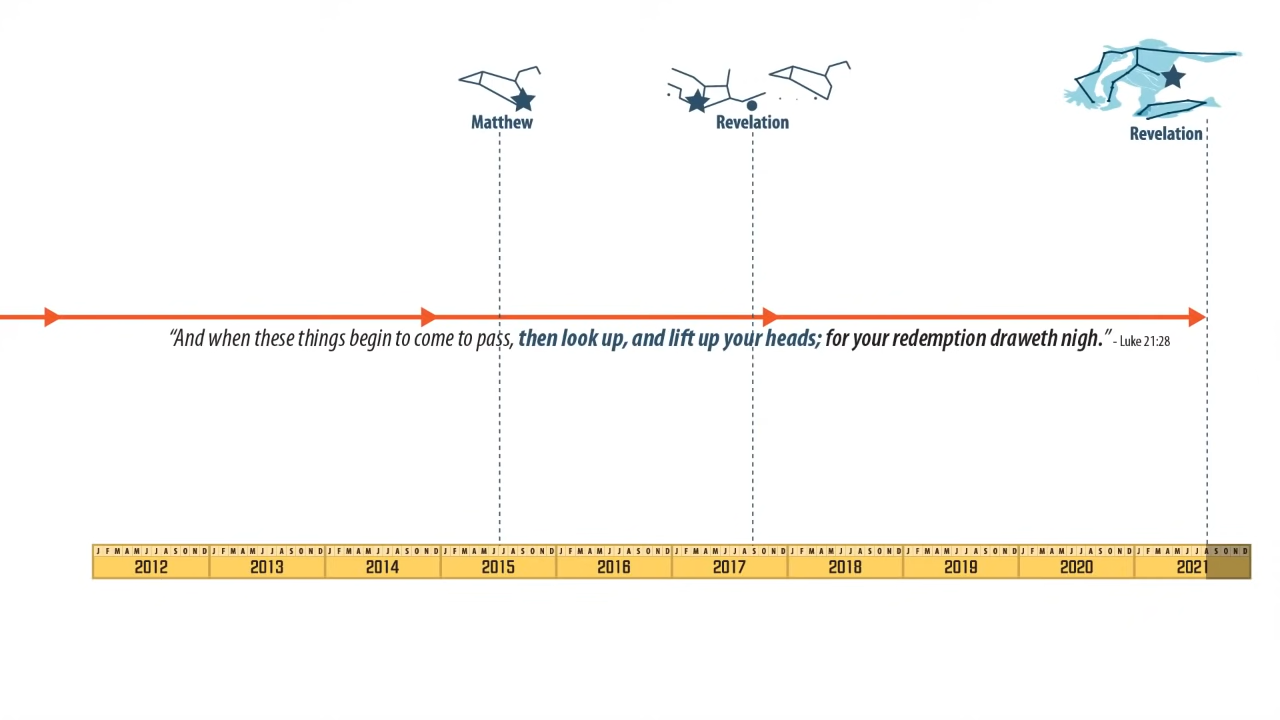 Matthew
Revelation
Revelation
“And when these things begin to come to pass, then look up, and lift up your heads; for your redemption draweth nigh.” - Luke 21:28
J F M A M J J A S O N D J F M A M J J A S O N D J F M A M J J A S O N D J F M A M J J A S O N D J F M A M J J A S O N D J F M A M J J A S O N D J F M A M J J A S O N D J F M A M J J A S O N D J F M A M J J A S O N D J F M A M J J A S O N D
2012 2013 2014 2015 2016 2017 2018 2019 2020 2021